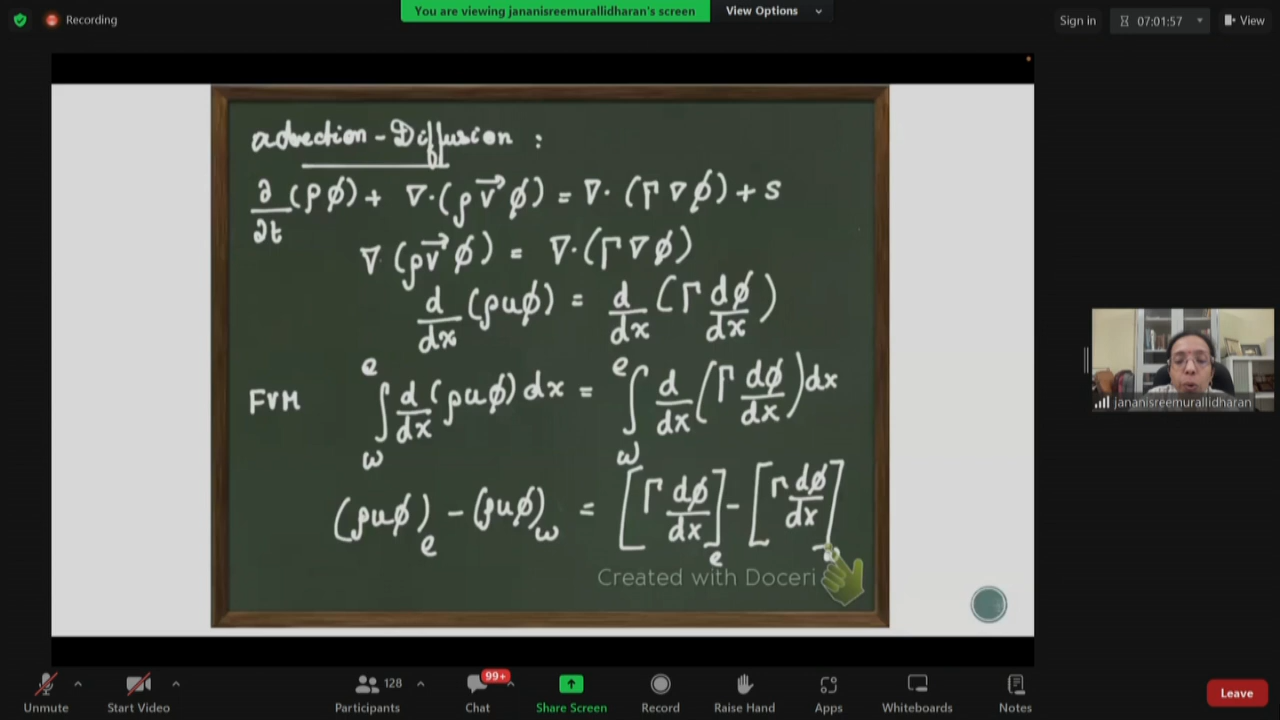 Recording
You are viewing jananisreemurallidharan's screen
View Options
Sign in
07:01:57
View
advection - Diffusion :
∂/∂t (ρφ) + ∇·(ρv⃗φ) = ∇·(Γ∇φ) + S
∇·(ρv⃗φ) = ∇·(Γ∇φ)
d/dx (ρuφ) = d/dx (Γ dφ/dx)
FVM ∫_w^e d/dx (ρuφ) dx = ∫_w^e d/dx (Γ dφ/dx) dx
(ρuφ)_e - (ρuφ)_w = [Γ dφ/dx]_e - [Γ dφ/dx]_w
Created with Doceri
jananisreemurallidharan
Unmute
Start Video
128
Participants
99+
Chat
Share Screen
Record
Raise Hand
Apps
Whiteboards
Notes
Leave